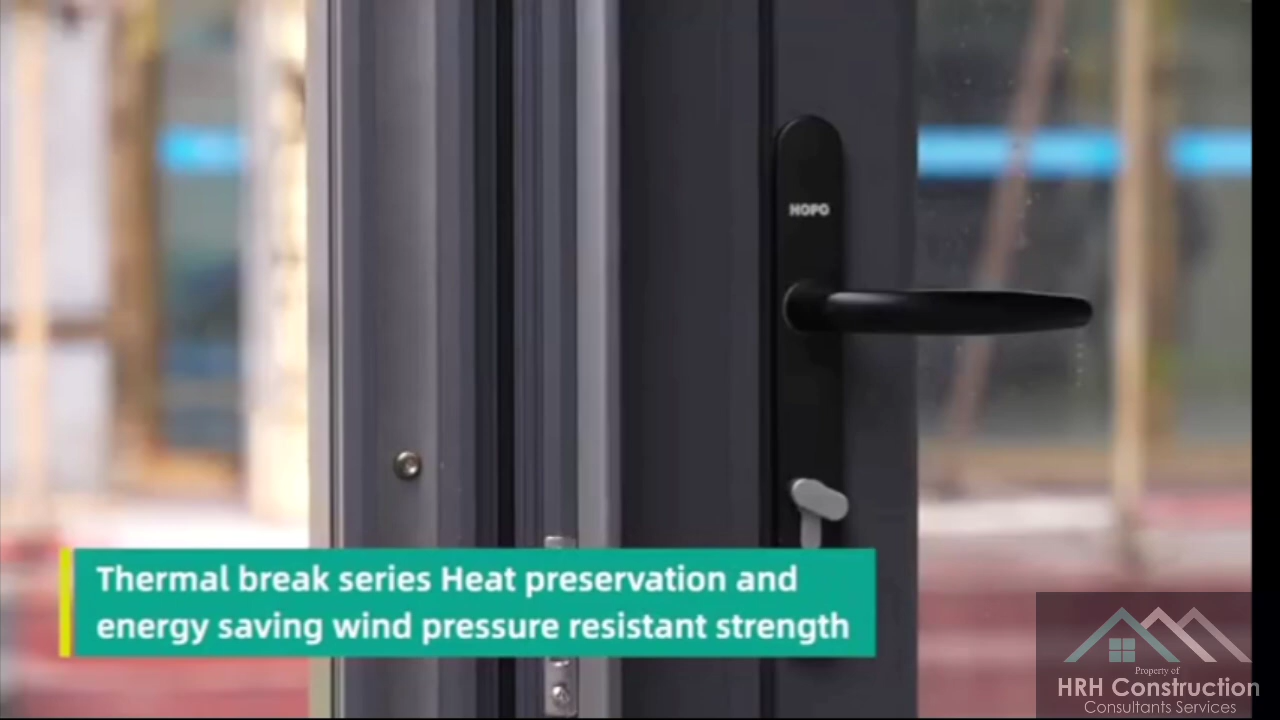 HOPO
Thermal break series Heat preservation and
energy saving wind pressure resistant strength
Property of
HRH Construction
Consultants Services